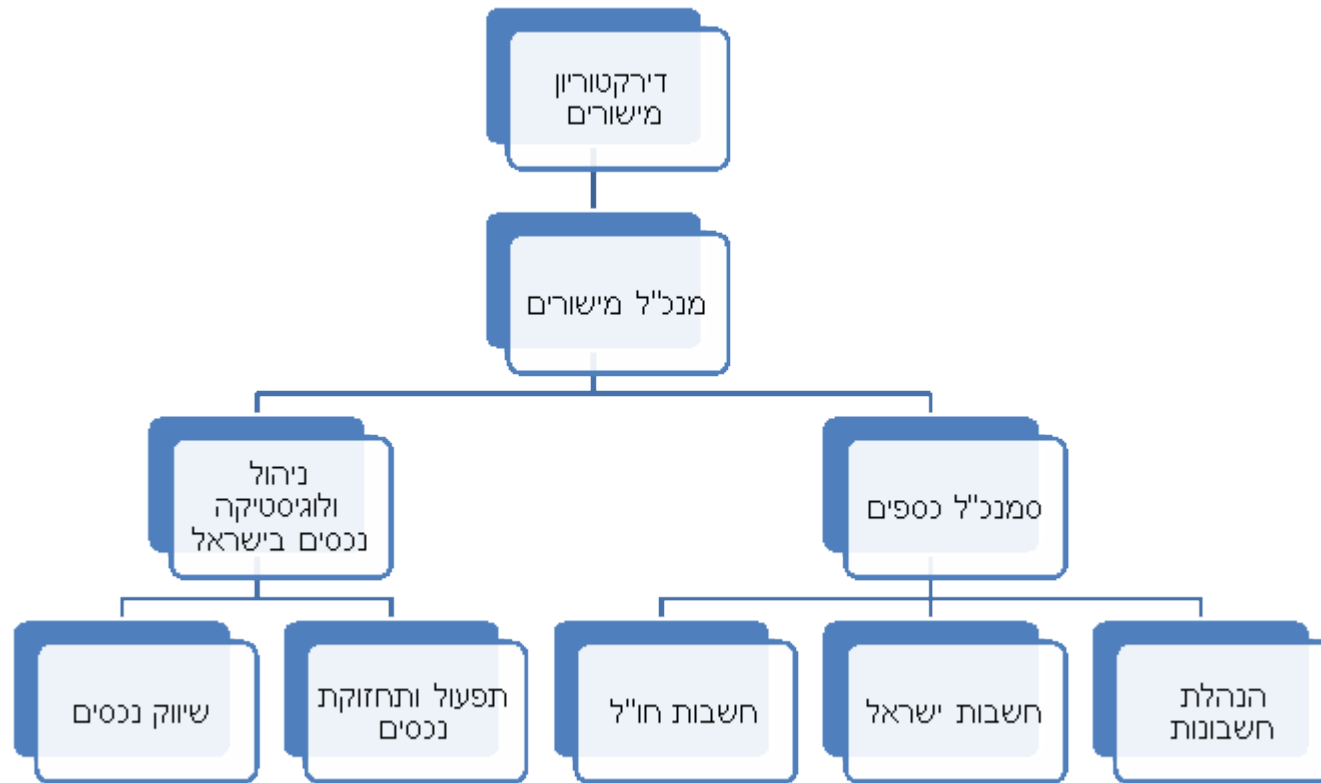 דירקטוריון
מישורים
מנכ"ל מישורים
סמנכ"ל כספים
ניהול
ולוגיסטיקה
נכסים בישראל
הנהלת
חשבונות
חשבות ישראל
חשבות חו"ל
תפעול ותחזוקת
נכסים
שיווק נכסים